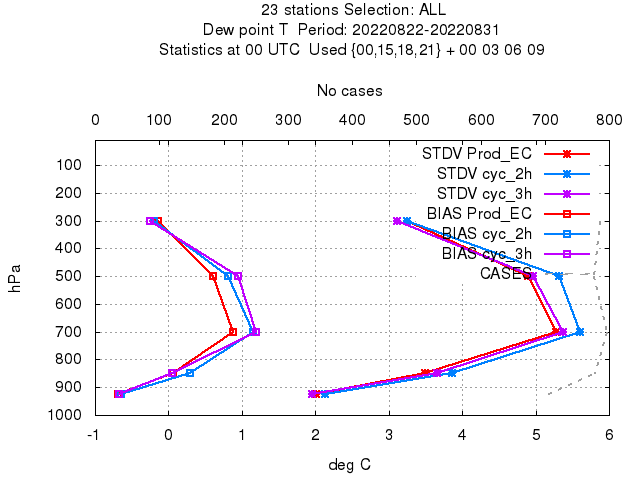 23 stations Selection: ALL
Dew point T  Period: 20220822-20220831
Statistics at 00 UTC  Used {00,15,18,21} + 00 03 06 09
No cases
0 100 200 300 400 500 600 700 800
STDV Prod_EC
STDV cyc_2h
STDV cyc_3h
BIAS Prod_EC
BIAS cyc_2h
BIAS cyc_3h
CASES
hPa
100
200
300
400
500
600
700
800
900
1000
-1 0 1 2 3 4 5 6
deg C